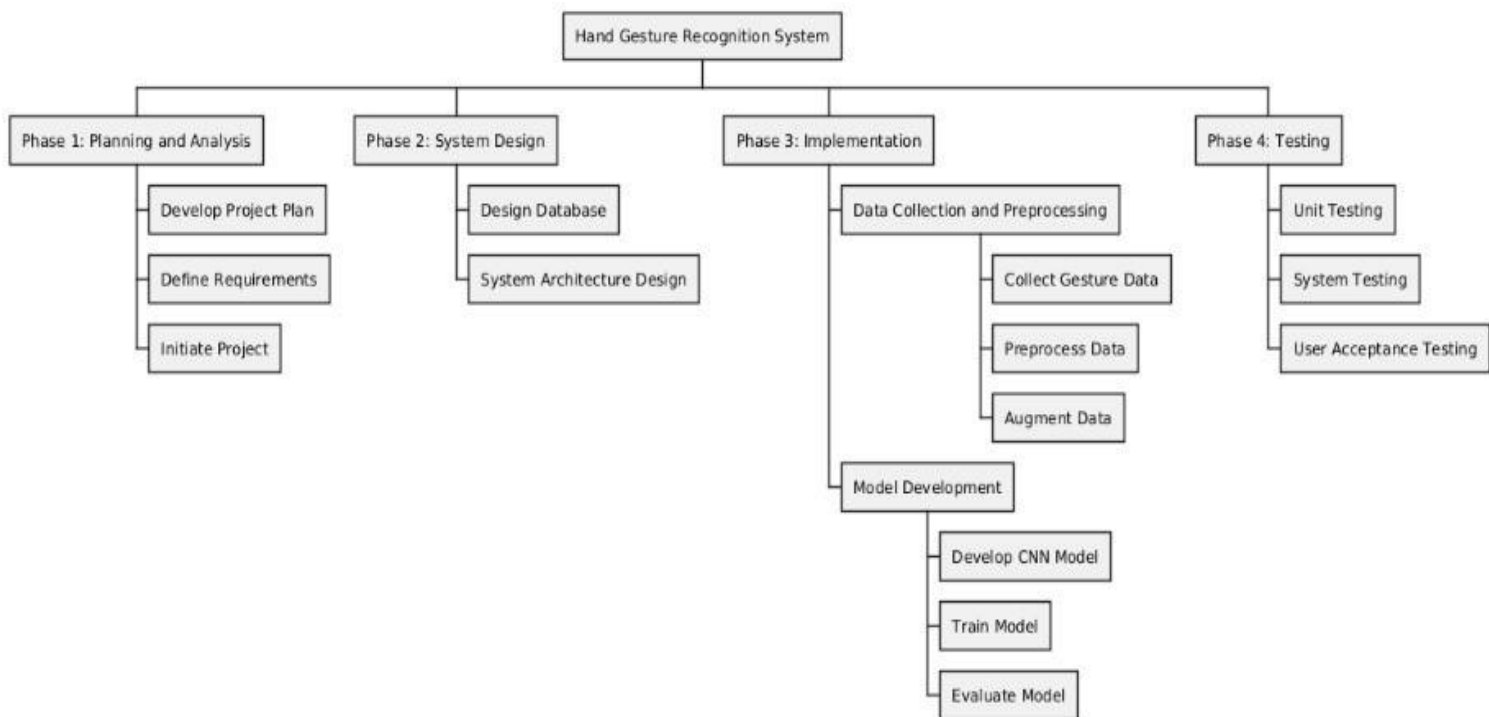 Hand Gesture Recognition System
Phase 1: Planning and Analysis
Develop Project Plan
Define Requirements
Initiate Project
Phase 2: System Design
Design Database
System Architecture Design
Phase 3: Implementation
Data Collection and Preprocessing
Collect Gesture Data
Preprocess Data
Augment Data
Model Development
Develop CNN Model
Train Model
Evaluate Model
Phase 4: Testing
Unit Testing
System Testing
User Acceptance Testing